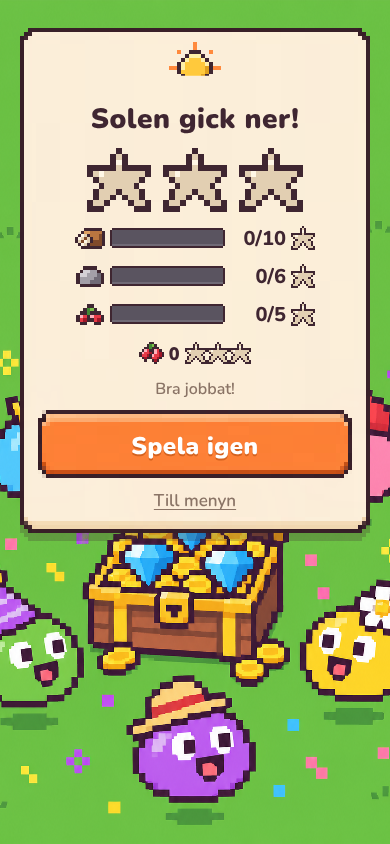 Solen gick ner!
0/10
0/6
0/5
0
Bra jobbat!
Spela igen
Till menyn